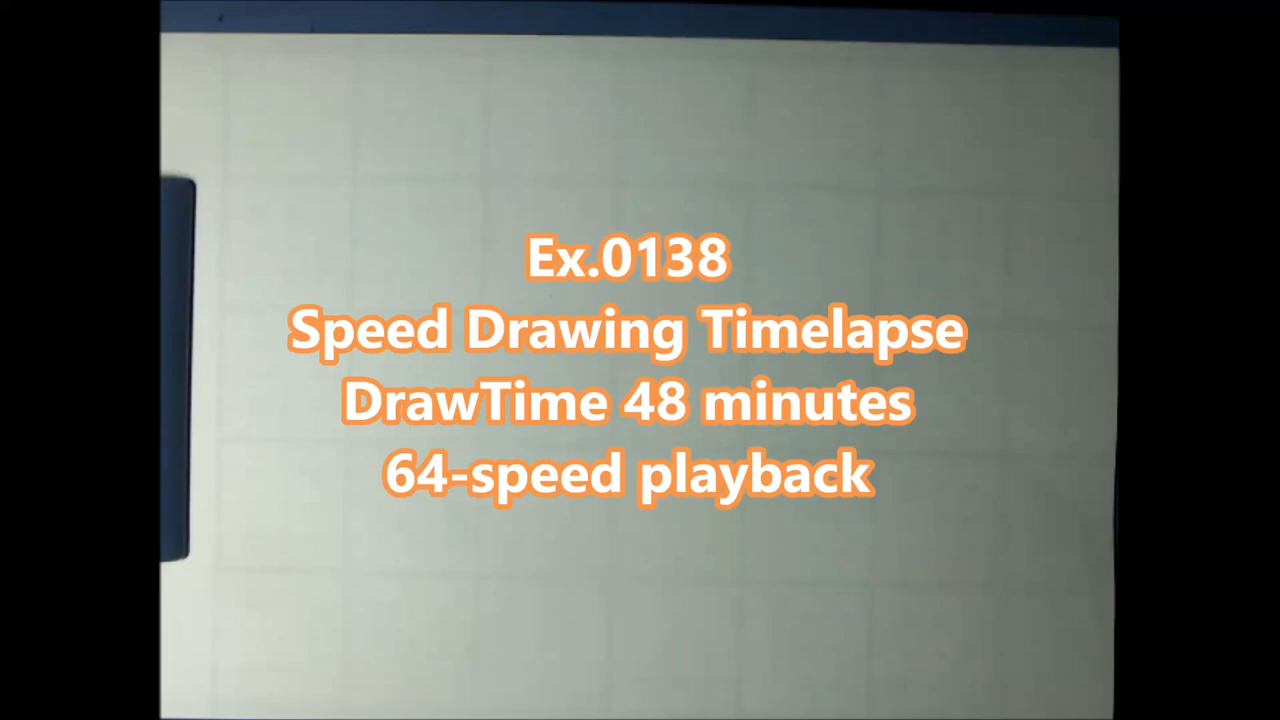 Ex.0138
Speed Drawing Timelapse
DrawTime 48 minutes
64-speed playback